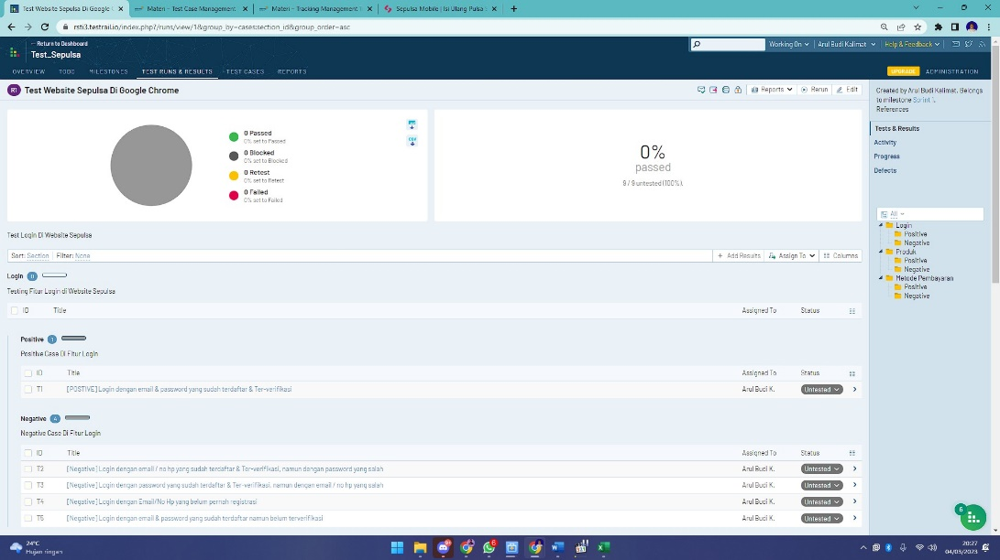 Test Website Sepulsa Di Google C
Materi - Test Case Management
Materi - Tracking Management
Sepulsa Mobile | Isi Ulang Pulsa
rsti3.testrail.io/index.php?/runs/view/1&group_by=cases:section_id&group_order=asc
← Return to Dashboard
Test_Sepulsa
Working On
Arul Budi Kalimat
Help & Feedback
OVERVIEW
TODO
MILESTONES
TEST RUNS & RESULTS
TEST CASES
REPORTS
UPGRADE
ADMINISTRATION
R1 Test Website Sepulsa Di Google Chrome
Reports
Rerun
Edit
Created by Arul Budi Kalimat. Belongs
to milestone Sprint 1.
References
Tests & Results
Activity
Progress
Defects
0 Passed
0% set to Passed
0 Blocked
0% set to Blocked
0 Retest
0% set to Retest
0 Failed
0% set to Failed
CSV
0%
passed
9 / 9 untested (100%).
All
Login
Positive
Negative
Produk
Positive
Negative
Metode Pembayaran
Positive
Negative
Test Login Di Website Sepulsa
Sort: Section
Filter: None
+ Add Results
Assign To
Columns
Login 0
Testing Fitur Login di Website Sepulsa
ID Title Assigned To Status
Positive 1
Positive Case Di Fitur Login
ID Title Assigned To Status
T1 [POSTIVE] Login dengan email & password yang sudah terdaftar & Ter-verifikasi Arul Budi K. Untested
Negative 4
Negative Case Di Fitur Login
ID Title Assigned To Status
T2 [Negative] Login dengan email / no hp yang sudah terdaftar & Ter-verifikasi, namun dengan password yang salah Arul Budi K. Untested
T3 [Negative] Login dengan password yang sudah terdaftar & Ter-verifikasi, namun dengan email / no hp yang salah Arul Budi K. Untested
T4 [Negative] Login dengan Email/No Hp yang belum pernah registrasi Arul Budi K. Untested
T5 [Negative] Login dengan email & password yang sudah terdaftar namun belum terverifikasi Arul Budi K. Untested
6
24°C
Hujan ringan
6
20:27
04/03/2023